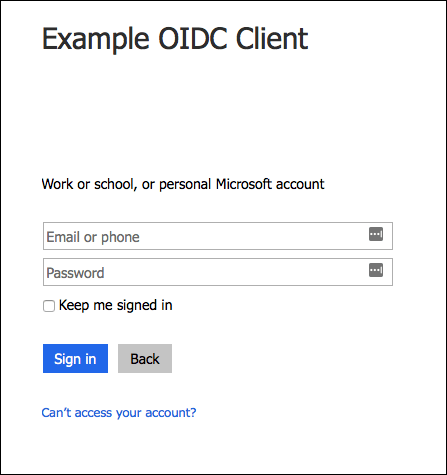 Example OIDC Client
Work or school, or personal Microsoft account
Email or phone
Password
Keep me signed in
Sign in Back
Can't access your account?